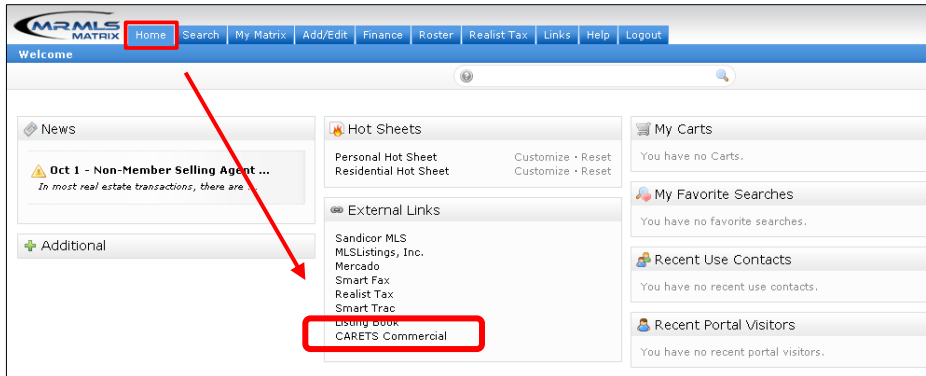 MRMLS
MATRIX
Home Search My Matrix Add/Edit Finance Roster Realist Tax Links Help Logout
Welcome
News
Oct 1 - Non-Member Selling Agent ...
In most real estate transactions, there are ...
Additional
Hot Sheets
Personal Hot Sheet Customize • Reset
Residential Hot Sheet Customize • Reset
External Links
Sandicor MLS
MLSListings, Inc.
Mercado
Smart Fax
Realist Tax
Smart Trac
Listing Book
CARETS Commercial
My Carts
You have no Carts.
My Favorite Searches
You have no favorite searches.
Recent Use Contacts
You have no recent use contacts.
Recent Portal Visitors
You have no recent portal visitors.